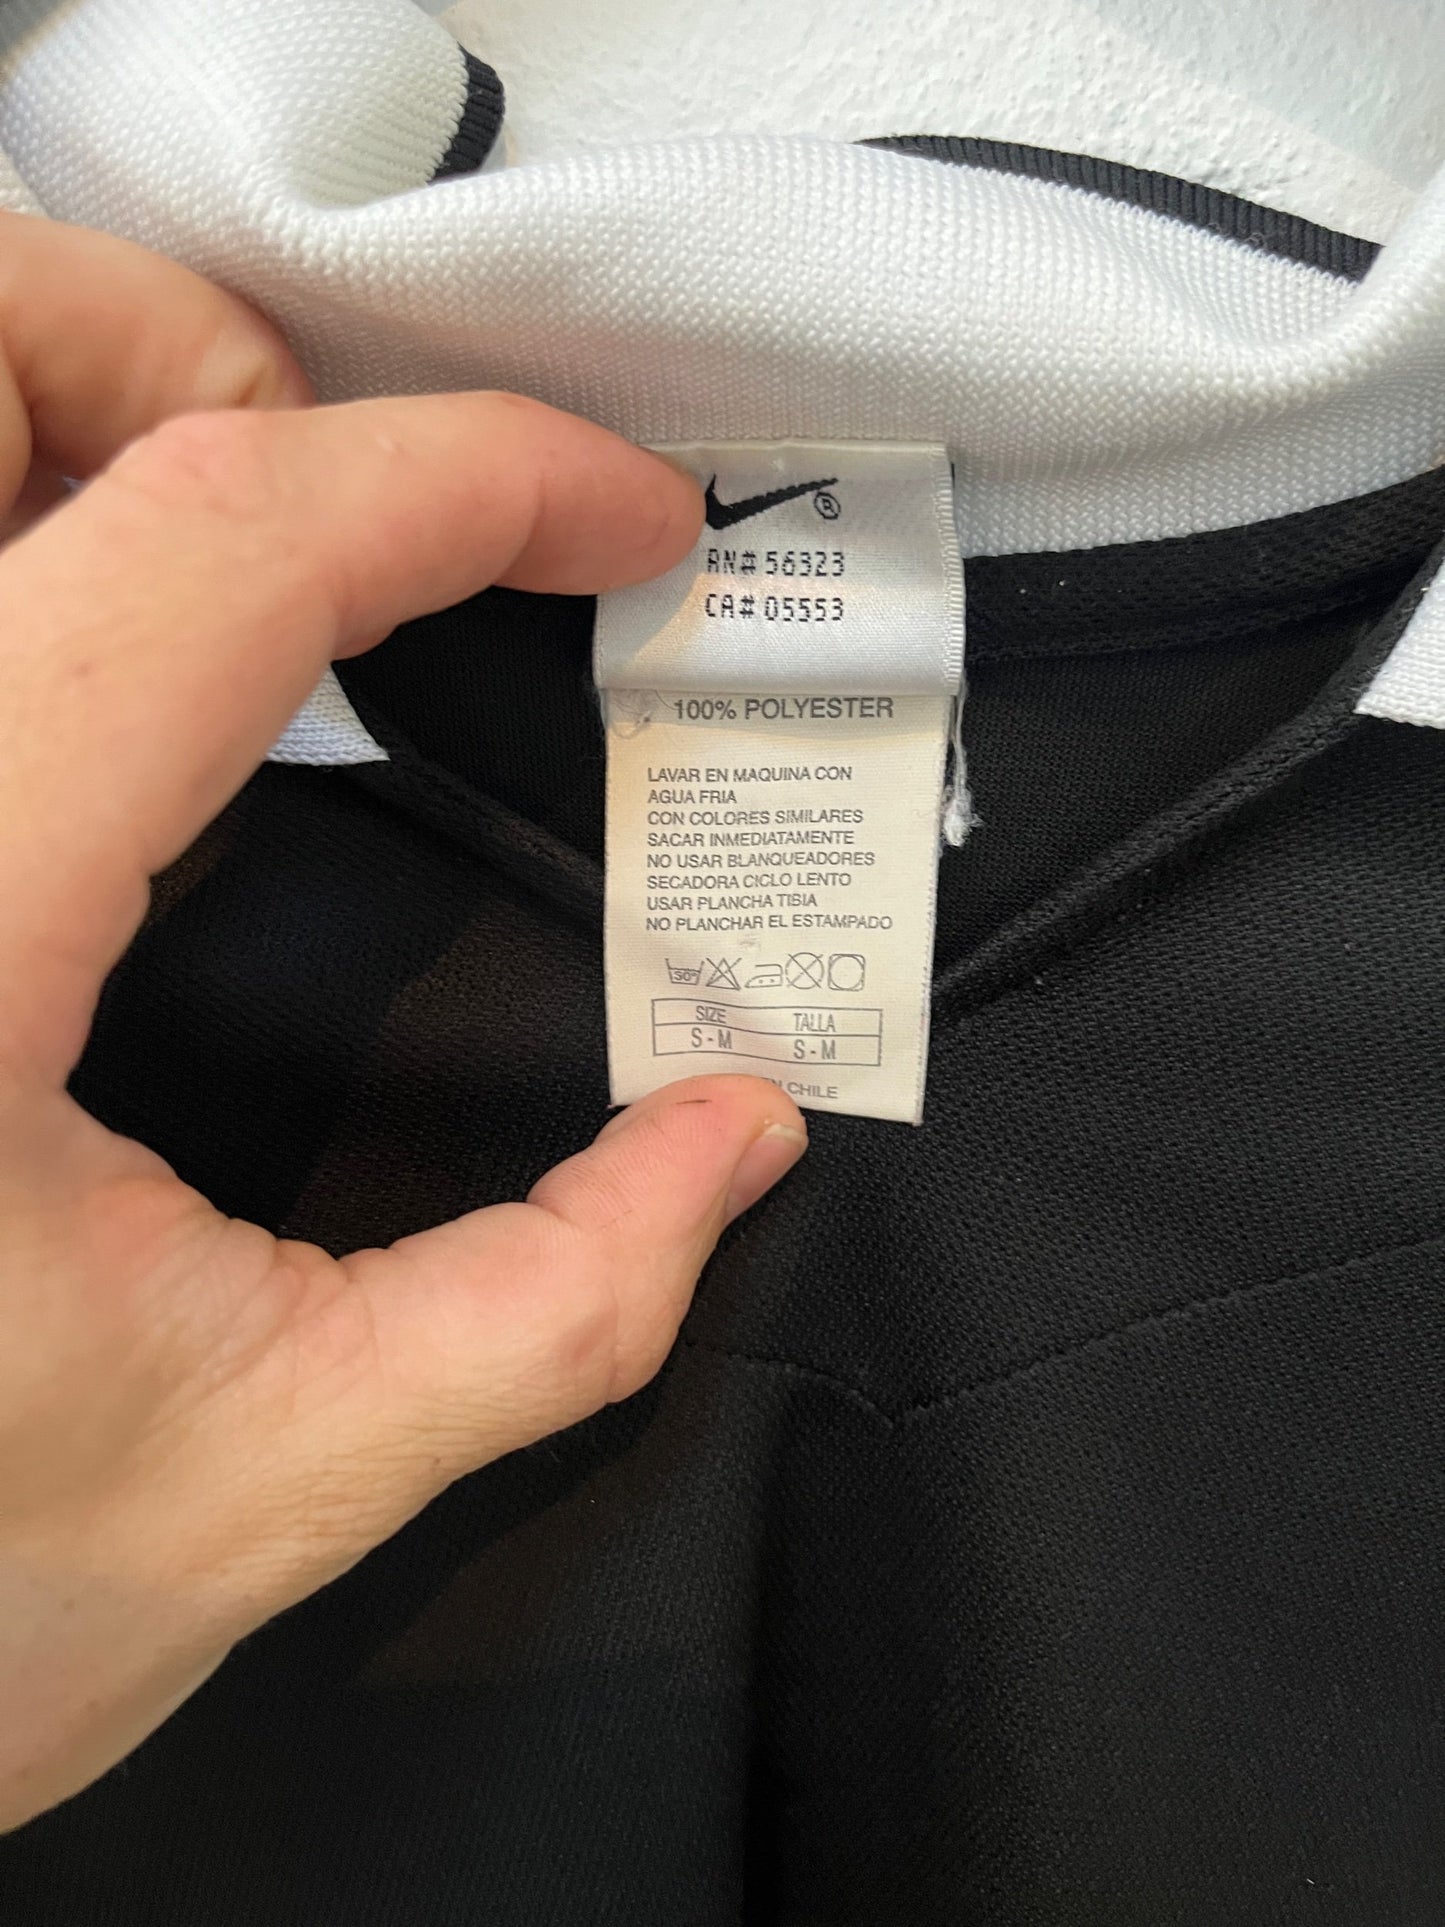 ®
RN# 56323
CA# 05553
100% POLYESTER
LAVAR EN MAQUINA CON
AGUA FRIA
CON COLORES SIMILARES
SACAR INMEDIATAMENTE
NO USAR BLANQUEADORES
SECADORA CICLO LENTO
USAR PLANCHA TIBIA
NO PLANCHAR EL ESTAMPADO
30°
SIZE TALLA
S - M S - M
CHILE